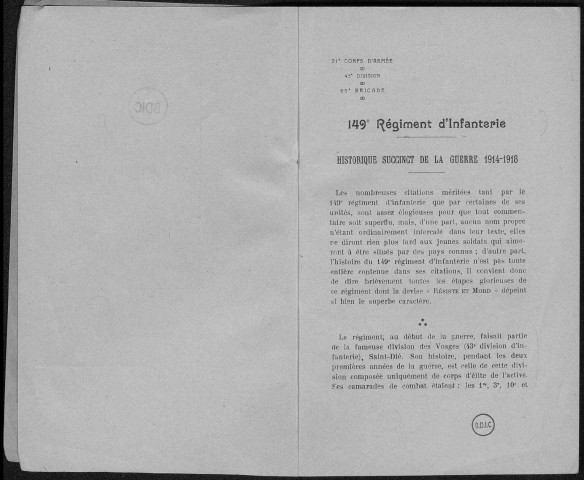 BDIC
21e CORPS D'ARMÉE
43e DIVISION
85e BRIGADE
149e Régiment d'Infanterie
HISTORIQUE SUCCINCT DE LA GUERRE 1914-1918
Les nombreuses citations méritées tant par le
149e régiment d'infanterie que par certaines de ses
unités, sont assez élogieuses pour que tout commen-
taire soit superflu, mais, d'une part, aucun nom propre
n'étant ordinairement intercalé dans leur texte, elles
ne diront rien plus tard aux jeunes soldats qui aime-
ront à être situés par des pays connus ; d'autre part,
l'histoire du 149e régiment d'infanterie n'est pas toute
entière contenue dans ses citations, il convient donc
de dire brièvement toutes les étapes glorieuses de
ce régiment dont la devise « RÉSISTE ET MORD » dépeint
si bien le superbe caractère.
Le régiment, au début de la guerre, faisait partie
de la fameuse division des Vosges (43e division d'in-
fanterie), Saint-Dié. Son histoire, pendant les deux
premières années de la guerre, est celle de cette divi-
sion composée uniquement de corps d'élite de l'active.
Ses camarades de combat étaient : les 1er, 3e, 10e et
B.D.I.C